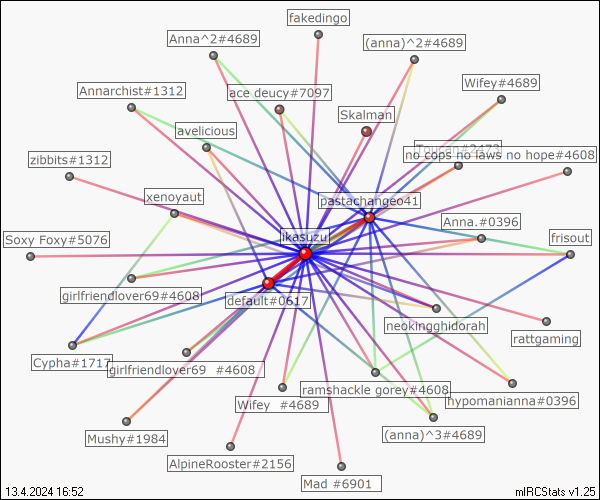 fakedingo
Anna^2#4689
(anna)^2#4689
Annarchist#1312
ace deucy#7097
Wifey#4689
Skalman
avelicious
no cops no laws no hope#4608
zibbits#1312
xenoyaut
pastachangeo41
Anna.#0396
ikasuzu
Soxy Foxy#5076
frisout
girlfriendlover69#4608
default#0617
neokingghidorah
rattgaming
Cypha#1717
girlfriendlover69 #4608
ramshackle gorey#4608
Wifey #4689
hypomanianna#0396
Mushy#1984
(anna)^3#4689
AlpineRooster#2156
Mad #6901
13.4.2024 16:52
mIRCStats v1.25